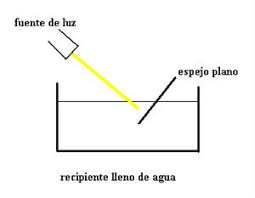 fuente de luz
espejo plano
recipiente lleno de agua